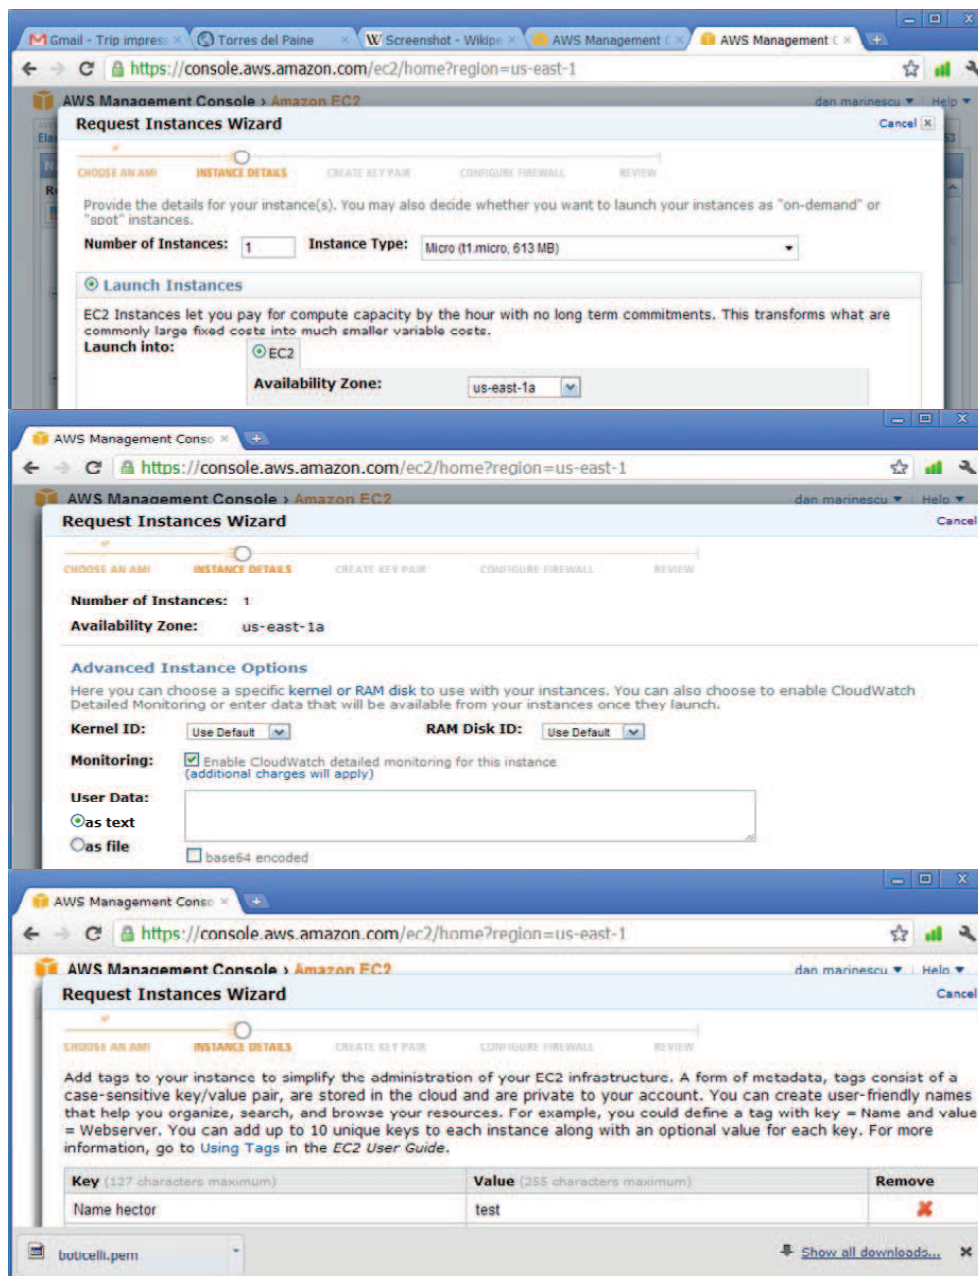 Gmail - Trip impress
Torres del Paine
W Screenshot - Wikipe
AWS Management C
AWS Management C
https://console.aws.amazon.com/ec2/home?region=us-east-1
AWS Management Console › Amazon EC2
dan marinescu
Help
Request Instances Wizard
Cancel
Ela
53
CHOOSE AN AMI
INSTANCE DETAILS
CREATE KEY PAIR
CONFIGURE FIREWALL
REVIEW
Provide the details for your instance(s). You may also decide whether you want to launch your instances as "on-demand" or
"spot" instances.
Number of Instances: 1
Instance Type: Micro (t1.micro, 613 MB)
Launch Instances
EC2 Instances let you pay for compute capacity by the hour with no long term commitments. This transforms what are
commonly large fixed costs into much smaller variable costs.
Launch into:
EC2
Availability Zone: us-east-1a
AWS Management Conso
https://console.aws.amazon.com/ec2/home?region=us-east-1
AWS Management Console › Amazon EC2
dan marinescu
Help
Request Instances Wizard
Cancel
CHOOSE AN AMI
INSTANCE DETAILS
CREATE KEY PAIR
CONFIGURE FIREWALL
REVIEW
Number of Instances: 1
Availability Zone: us-east-1a
Advanced Instance Options
Here you can choose a specific kernel or RAM disk to use with your instances. You can also choose to enable CloudWatch
Detailed Monitoring or enter data that will be available from your instances once they launch.
Kernel ID: Use Default
RAM Disk ID: Use Default
Monitoring: Enable CloudWatch detailed monitoring for this instance
(additional charges will apply)
User Data:
as text
as file
base64 encoded
AWS Management Conso
https://console.aws.amazon.com/ec2/home?region=us-east-1
AWS Management Console › Amazon EC2
dan marinescu
Help
Request Instances Wizard
Cancel
CHOOSE AN AMI
INSTANCE DETAILS
CREATE KEY PAIR
CONFIGURE FIREWALL
REVIEW
Add tags to your instance to simplify the administration of your EC2 infrastructure. A form of metadata, tags consist of a
case-sensitive key/value pair, are stored in the cloud and are private to your account. You can create user-friendly names
that help you organize, search, and browse your resources. For example, you could define a tag with key = Name and value
= Webserver. You can add up to 10 unique keys to each instance along with an optional value for each key. For more
information, go to Using Tags in the EC2 User Guide.
Key (127 characters maximum)
Value (255 characters maximum)
Remove
Name hector
test
boticelli.pem
Show all downloads...